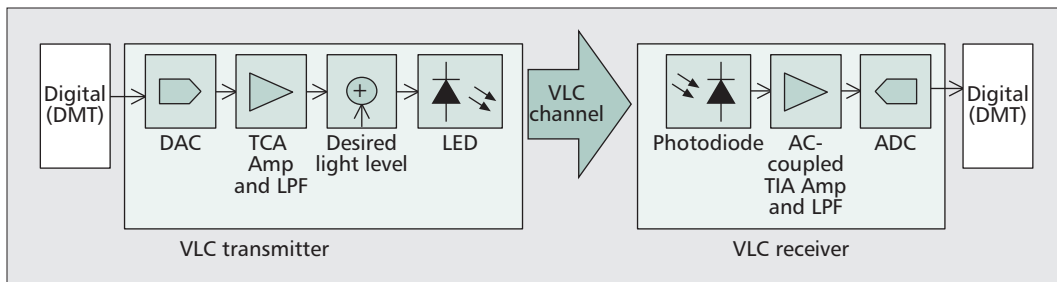 Digital
(DMT)
DAC
TCA
Amp
and LPF
Desired
light level
LED
VLC transmitter
VLC
channel
Photodiode
AC-
coupled
TIA Amp
and LPF
ADC
VLC receiver
Digital
(DMT)